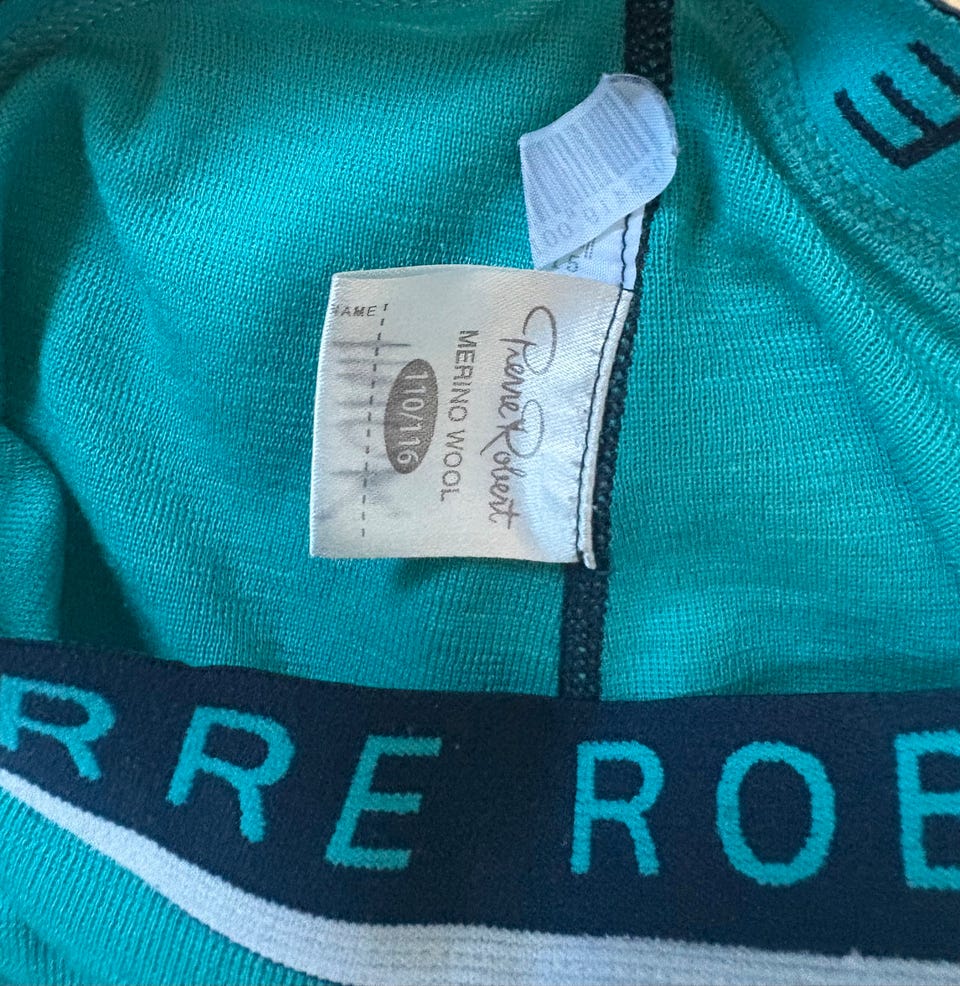 Pierre Robert
MERINO WOOL
110/116
NAME
RRE ROB
E